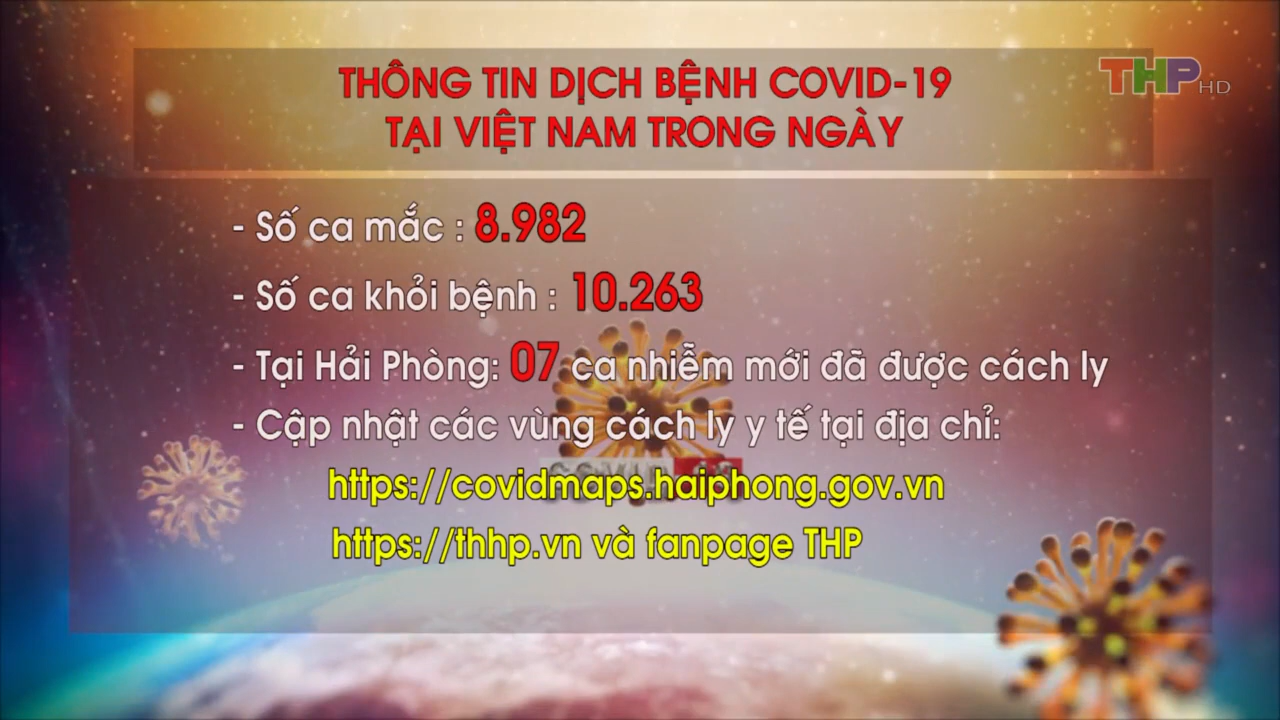 THÔNG TIN DỊCH BỆNH COVID-19
TẠI VIỆT NAM TRONG NGÀY
THP HD
- Số ca mắc : 8.982
- Số ca khỏi bệnh : 10.263
- Tại Hải Phòng: 07 ca nhiễm mới đã được cách ly
- Cập nhật các vùng cách ly y tế tại địa chỉ:
https://covidmaps.haiphong.gov.vn
https://thhp.vn và fanpage THP